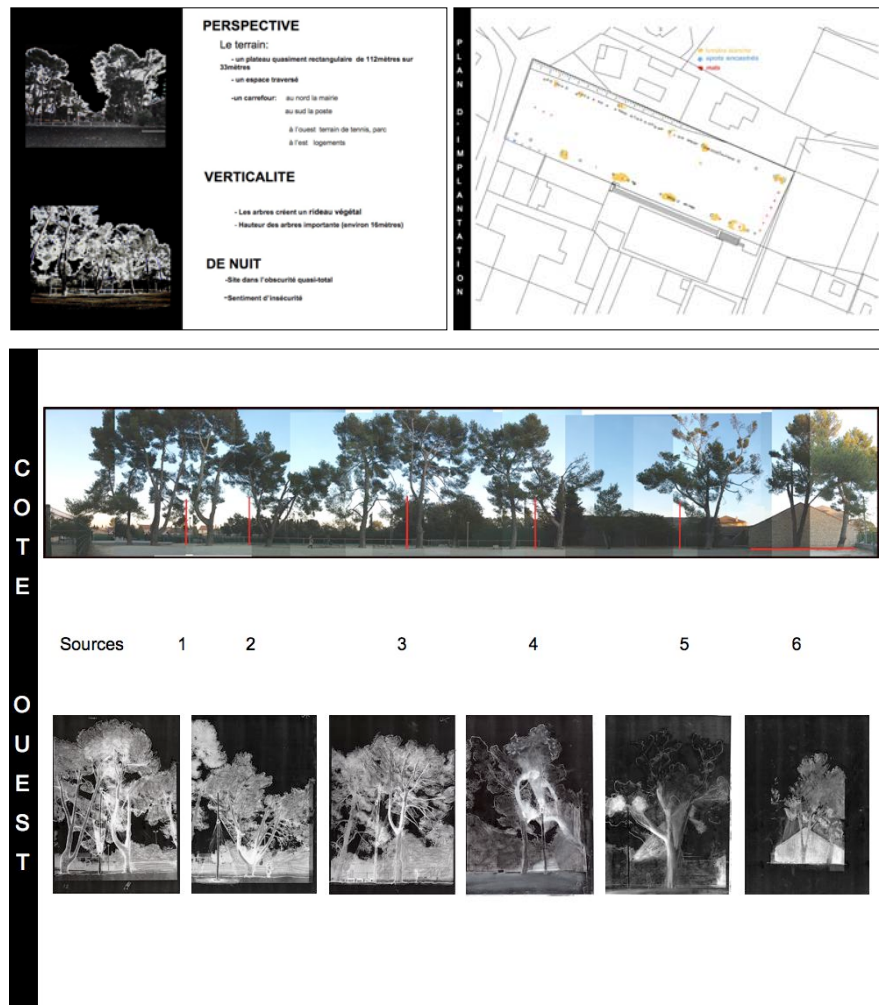 PERSPECTIVE
Le terrain:
- un plateau quasiment rectangulaire de 112mètres sur
33mètres
- un espace traversé
-un carrefour: au nord la mairie
au sud la poste
à l'ouest terrain de tennis, parc
à l'est logements
VERTICALITE
- Les arbres créent un rideau végétal
- Hauteur des arbres importante (environ 16mètres)
DE NUIT
-Site dans l'obscurité quasi-total
-Sentiment d'insécurité
PLAN D'IMPLANTATION
spots encastrés
mats
COTE OUEST
Sources 1 2 3 4 5 6